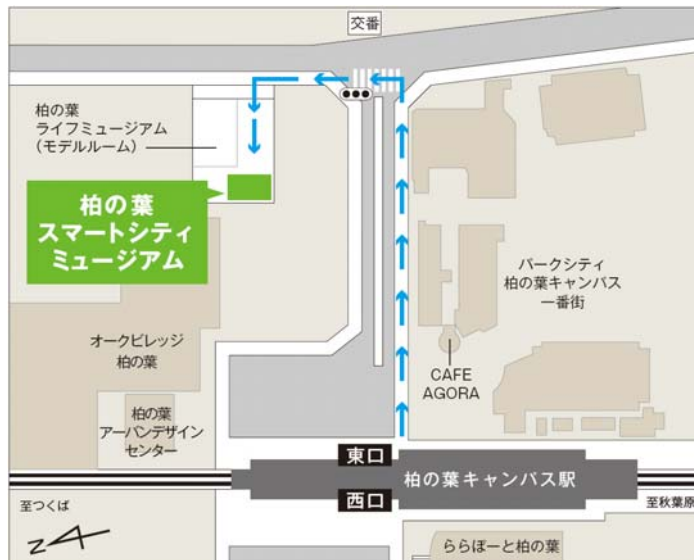 交番
柏の葉
ライフミュージアム
（モデルルーム）
柏の葉
スマートシティ
ミュージアム
パークシティ
柏の葉キャンパス
一番街
オークビレッジ
柏の葉
CAFE
AGORA
柏の葉
アーバンデザイン
センター
東口
柏の葉キャンパス駅
西口
至つくば
至秋葉原
Z
ららぽーと柏の葉